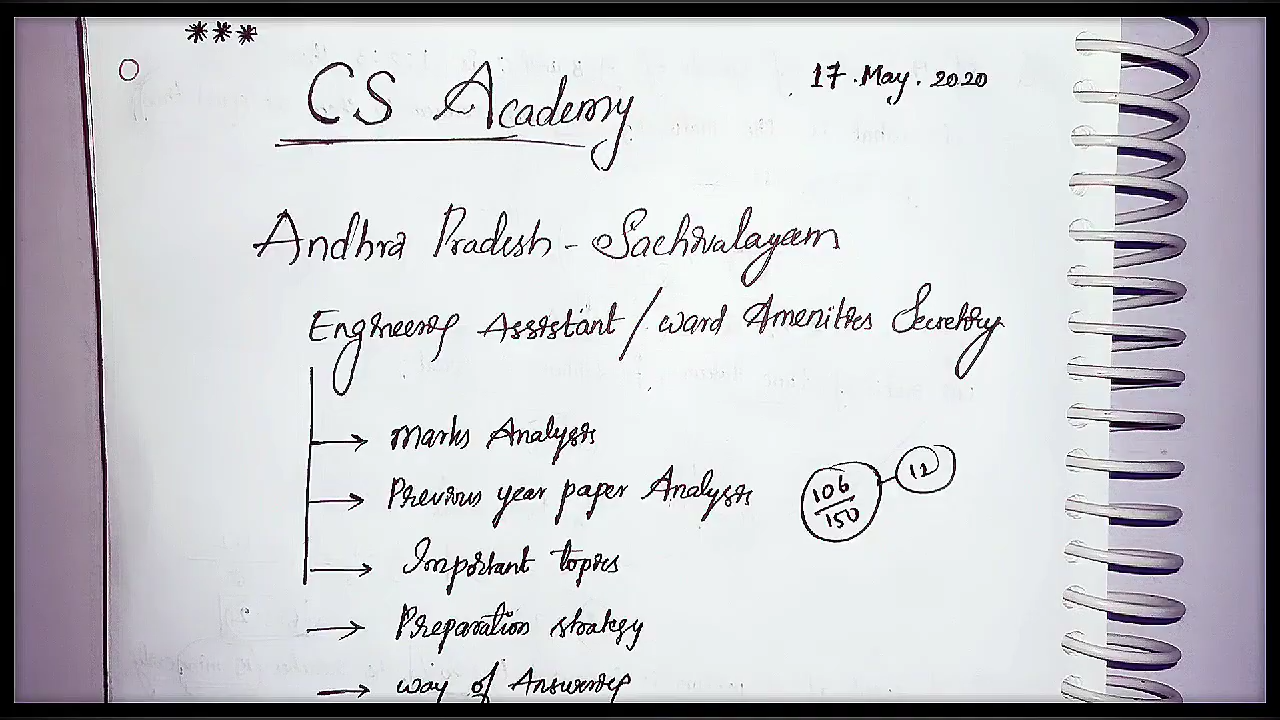 ***
CS Academy
17. May. 2020
Andhra Pradesh - Sachivalayam
Engineering Assistant / ward Amenities Secretary
→ Marks Analysis
→ Previous year paper Analysis
106/150 - 12
→ Important topics
→ Preparation strategy
→ way of Answering